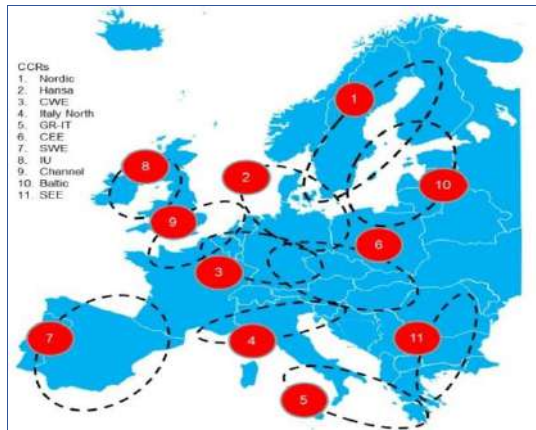 CCRs
1. Nordic
2. Hansa
3. CWE
4. Italy North
5. GR-IT
6. CEE
7. SWE
8. IU
9. Channel
10. Baltic
11. SEE
1
8
2
10
9
6
3
7
4
11
5